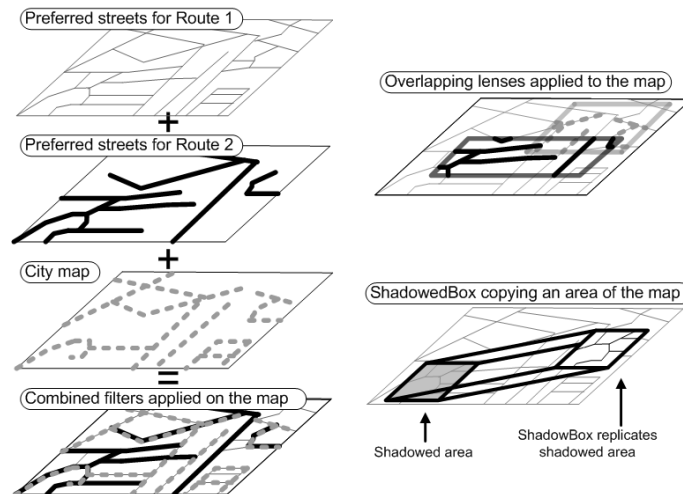 Preferred streets for Route 1
+
Preferred streets for Route 2
+
City map
=
Combined filters applied on the map
Overlapping lenses applied to the map
ShadowedBox copying an area of the map
Shadowed area
ShadowBox replicates
shadowed area